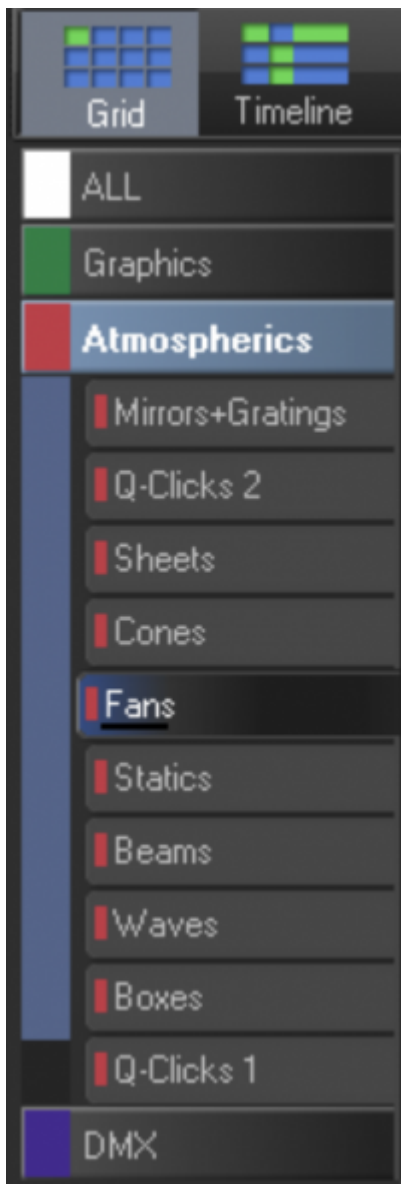 Grid Timeline
ALL
Graphics
Atmospherics
Mirrors+Gratings
Q-Clicks 2
Sheets
Cones
Fans
Statics
Beams
Waves
Boxes
Q-Clicks 1
DMX